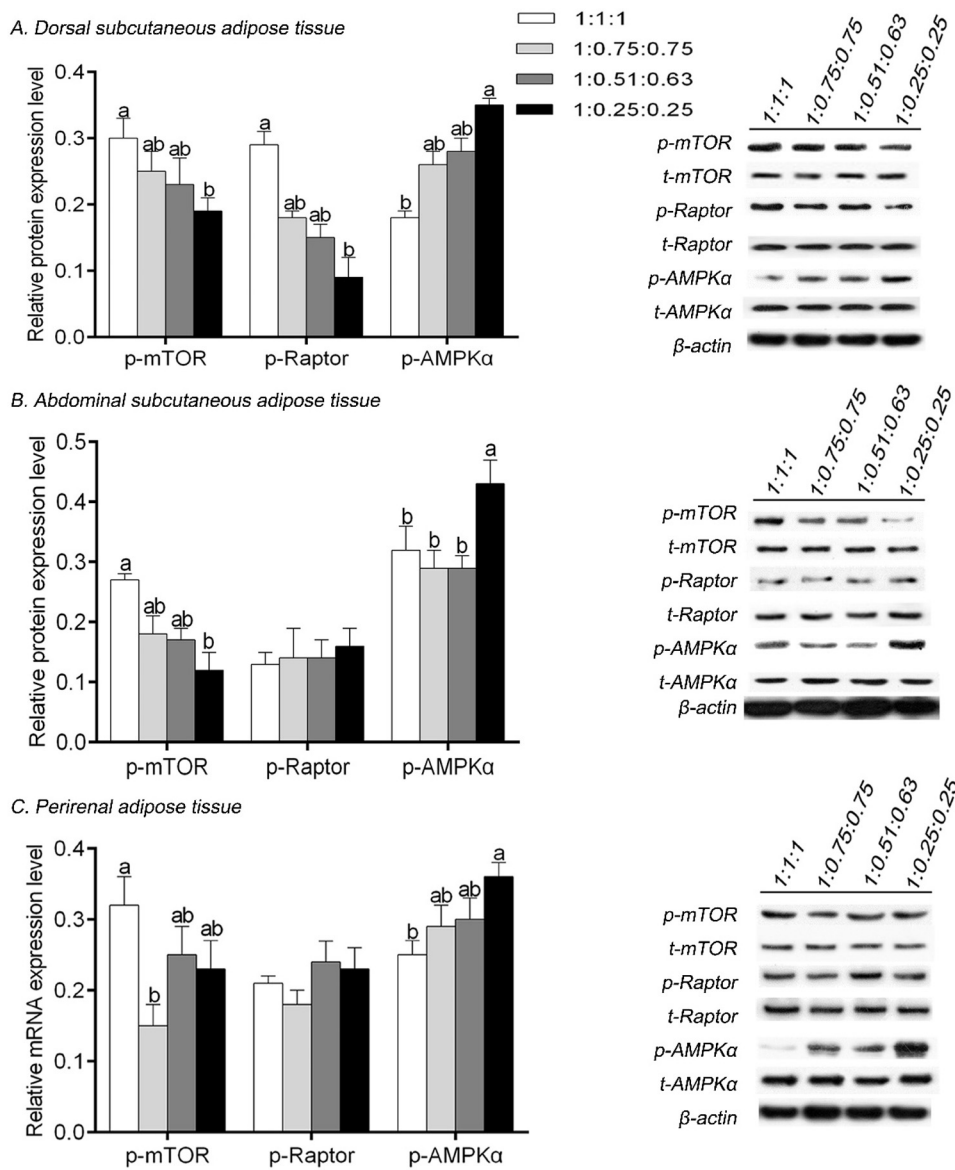 A. Dorsal subcutaneous adipose tissue
1:1:1
1:0.75:0.75
1:0.51:0.63
1:0.25:0.25
Relative protein expression level
0.4
0.3
0.2
0.1
0.0
a
ab
ab
b
a
ab
ab
b
b
ab
ab
a
p-mTOR
p-Raptor
p-AMPKα
1:1:1
1:0.75:0.75
1:0.51:0.63
1:0.25:0.25
p-mTOR
t-mTOR
p-Raptor
t-Raptor
p-AMPKα
t-AMPKα
β-actin
B. Abdominal subcutaneous adipose tissue
Relative protein expression level
0.5
0.4
0.3
0.2
0.1
0.0
a
ab
ab
b
b
b
b
a
p-mTOR
p-Raptor
p-AMPKα
1:1:1
1:0.75:0.75
1:0.51:0.63
1:0.25:0.25
p-mTOR
t-mTOR
p-Raptor
t-Raptor
p-AMPKα
t-AMPKα
β-actin
C. Perirenal adipose tissue
Relative mRNA expression level
0.4
0.3
0.2
0.1
0.0
a
b
ab
ab
b
ab
ab
a
p-mTOR
p-Raptor
p-AMPKα
1:1:1
1:0.75:0.75
1:0.51:0.63
1:0.25:0.25
p-mTOR
t-mTOR
p-Raptor
t-Raptor
p-AMPKα
t-AMPKα
β-actin